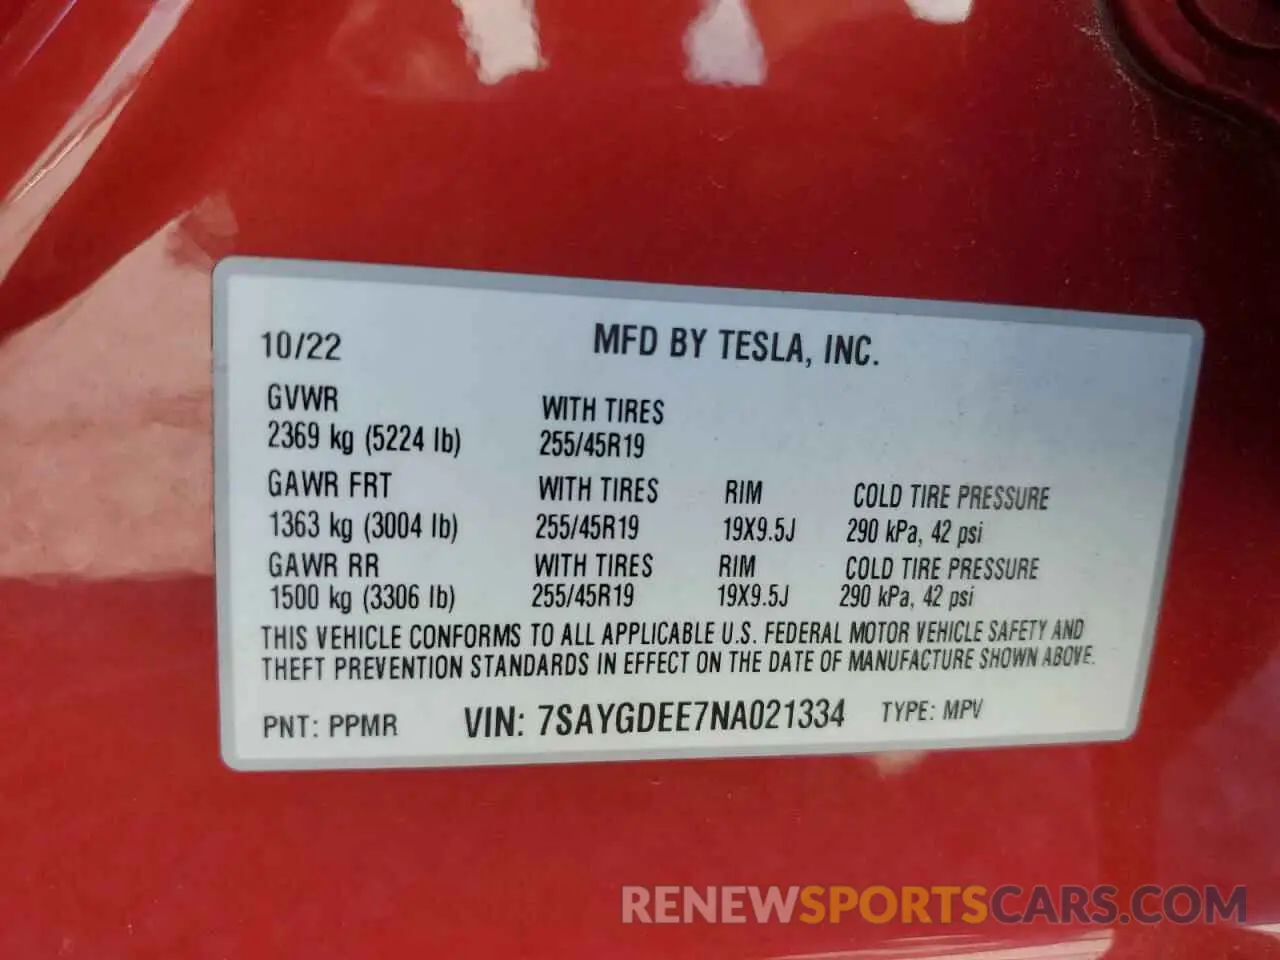 10/22 MFD BY TESLA, INC.
GVWR WITH TIRES
2369 kg (5224 lb) 255/45R19
GAWR FRT WITH TIRES RIM COLD TIRE PRESSURE
1363 kg (3004 lb) 255/45R19 19X9.5J 290 kPa, 42 psi
GAWR RR WITH TIRES RIM COLD TIRE PRESSURE
1500 kg (3306 lb) 255/45R19 19X9.5J 290 kPa, 42 psi
THIS VEHICLE CONFORMS TO ALL APPLICABLE U.S. FEDERAL MOTOR VEHICLE SAFETY AND
THEFT PREVENTION STANDARDS IN EFFECT ON THE DATE OF MANUFACTURE SHOWN ABOVE.
PNT: PPMR VIN: 7SAYGDEE7NA021334 TYPE: MPV
RENEWSPORTSCARS.COM